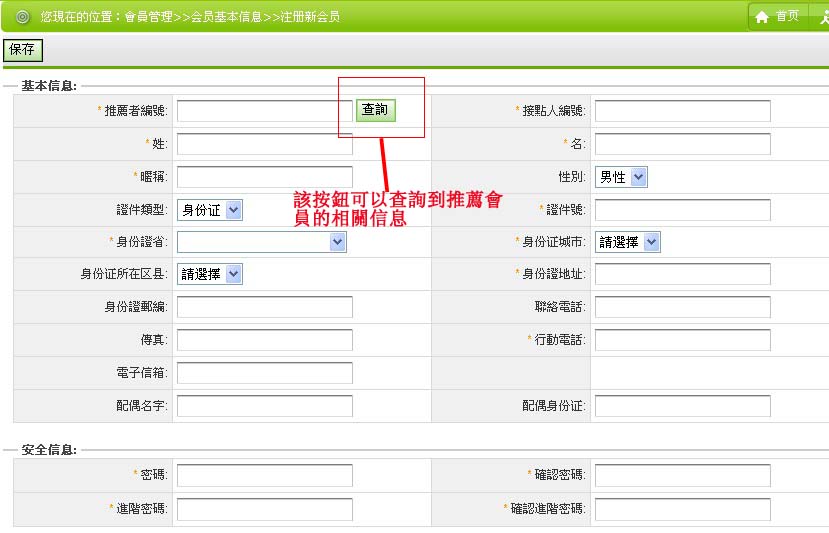 您現在的位置：會員管理>>会员基本信息>>注册新会员
首页
保存
基本信息:
*推薦者編號: 查詢 *接點人編號:
*姓: *名:
*暱稱: 性別: 男性
該按鈕可以查詢到推薦會
員的相關信息
證件類型: 身份证 *證件號:
*身份證省: *身份证城市: 請選擇
身份证所在区县: 請選擇 *身份證地址:
身份證郵編: 聯絡電話:
傳真: *行動電話:
電子信箱:
配偶名字: 配偶身份证:
安全信息:
*密碼: *確認密碼:
*進階密碼: *確認進階密碼: